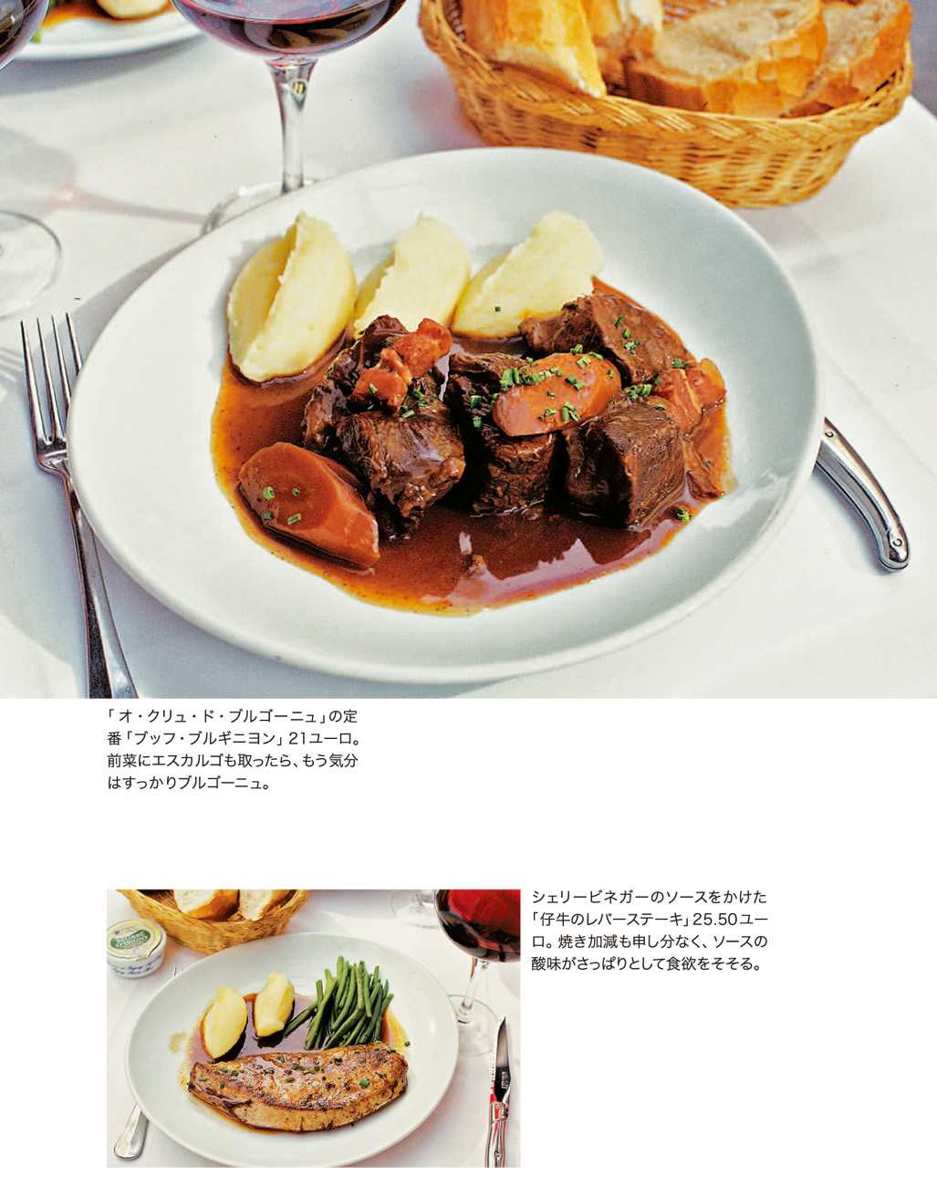 「オ・クリュ・ド・ブルゴーニュ」の定
番「ブッフ・ブルギニヨン」21ユーロ。
前菜にエスカルゴも取ったら、もう気分
はすっかりブルゴーニュ。
シェリービネガーのソースをかけた
「仔牛のレバーステーキ」25.50ユー
ロ。焼き加減も申し分なく、ソースの
酸味がさっぱりとして食欲をそそる。